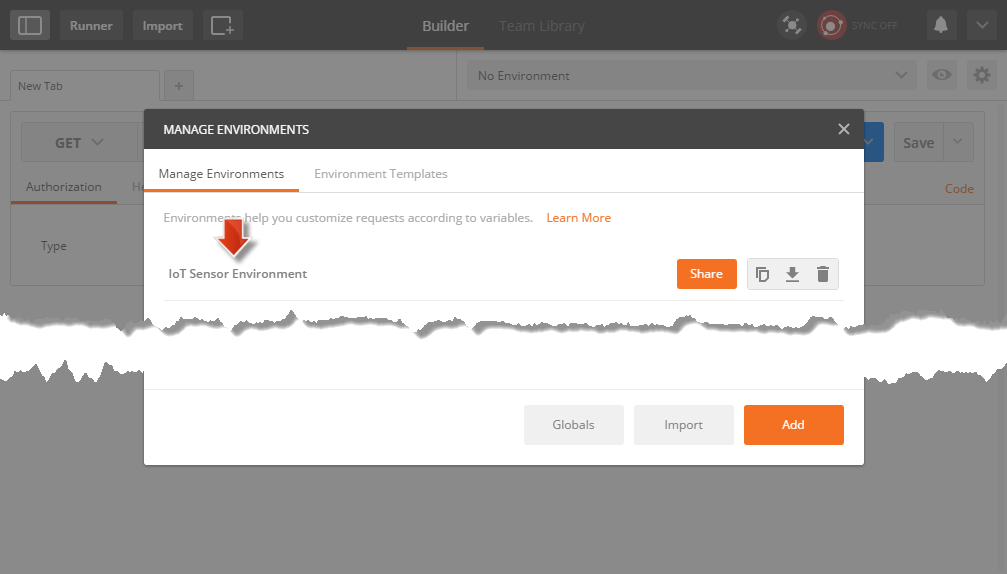 Runner
Import
Builder
Team Library
SYNC OFF
New Tab
+
No Environment
MANAGE ENVIRONMENTS
GET
Save
Manage Environments
Environment Templates
Authorization
Code
Environments help you customize requests according to variables. Learn More
Type
IoT Sensor Environment
Share
Globals
Import
Add